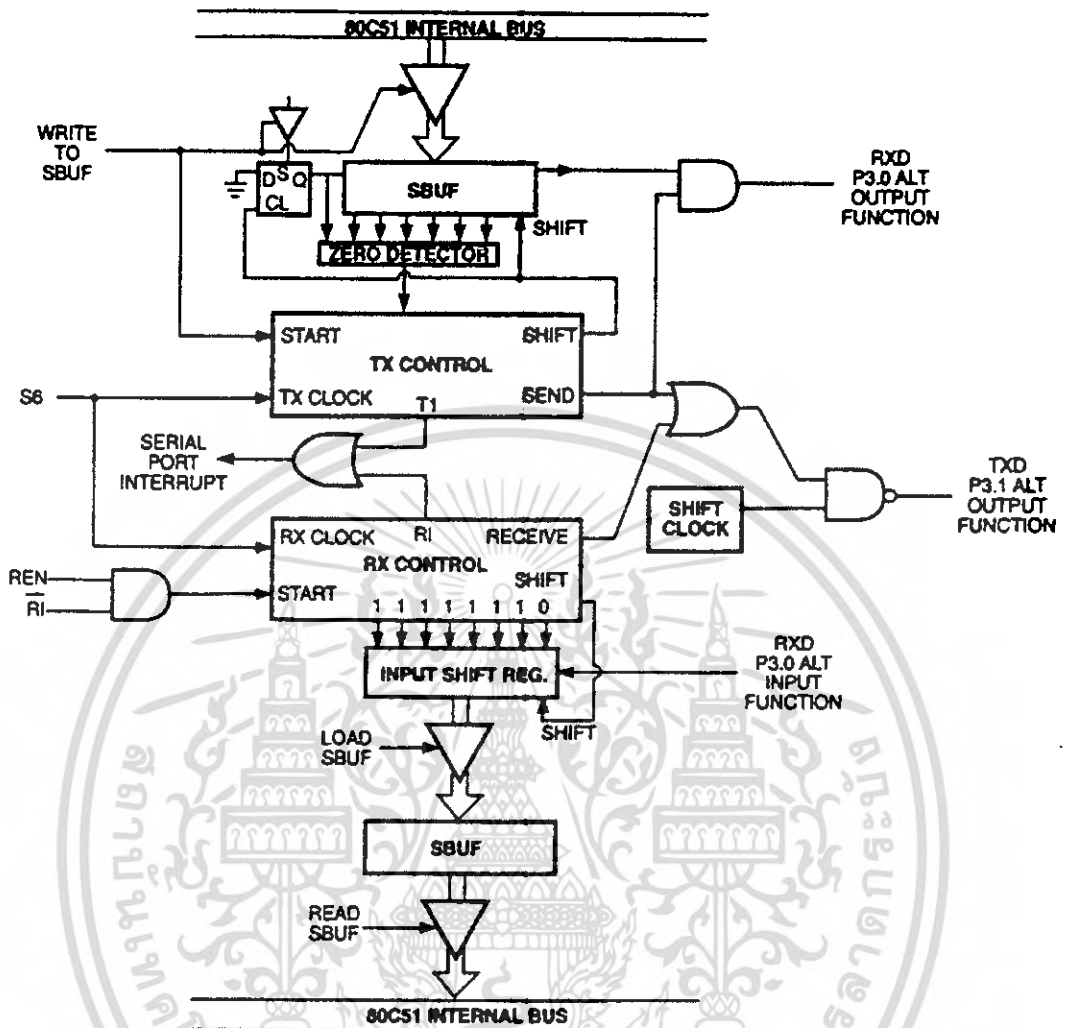 80C51 INTERNAL BUS
WRITE
TO
SBUF
1
D S Q
CL
SBUF
SHIFT
ZERO DETECTOR
RXD
P3.0 ALT
OUTPUT
FUNCTION
START
SHIFT
TX CONTROL
S6
TX CLOCK
T1
SEND
SERIAL
PORT
INTERRUPT
TXD
P3.1 ALT
OUTPUT
FUNCTION
SHIFT
CLOCK
RX CLOCK
RI
RECEIVE
RX CONTROL
SHIFT
REN
RI
START
1 1 1 1 1 1 1 0
RXD
P3.0 ALT
INPUT
FUNCTION
INPUT SHIFT REG.
SHIFT
LOAD
SBUF
SBUF
READ
SBUF
80C51 INTERNAL BUS